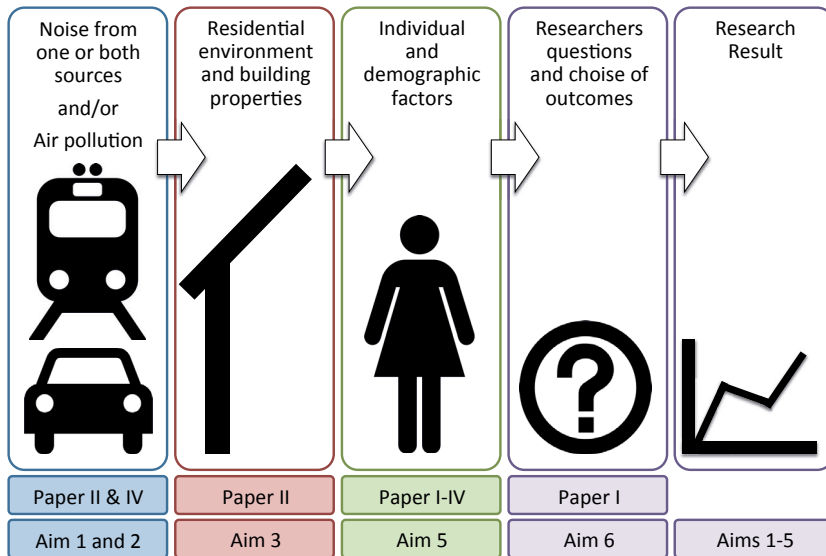 Noise from
one or both
sources
and/or
Air pollution
Residential
environment
and building
properties
Individual
and
demographic
factors
Researchers
questions
and choise of
outcomes
Research
Result
?
Paper II & IV
Paper II
Paper I-IV
Paper I
Aim 1 and 2
Aim 3
Aim 5
Aim 6
Aims 1-5